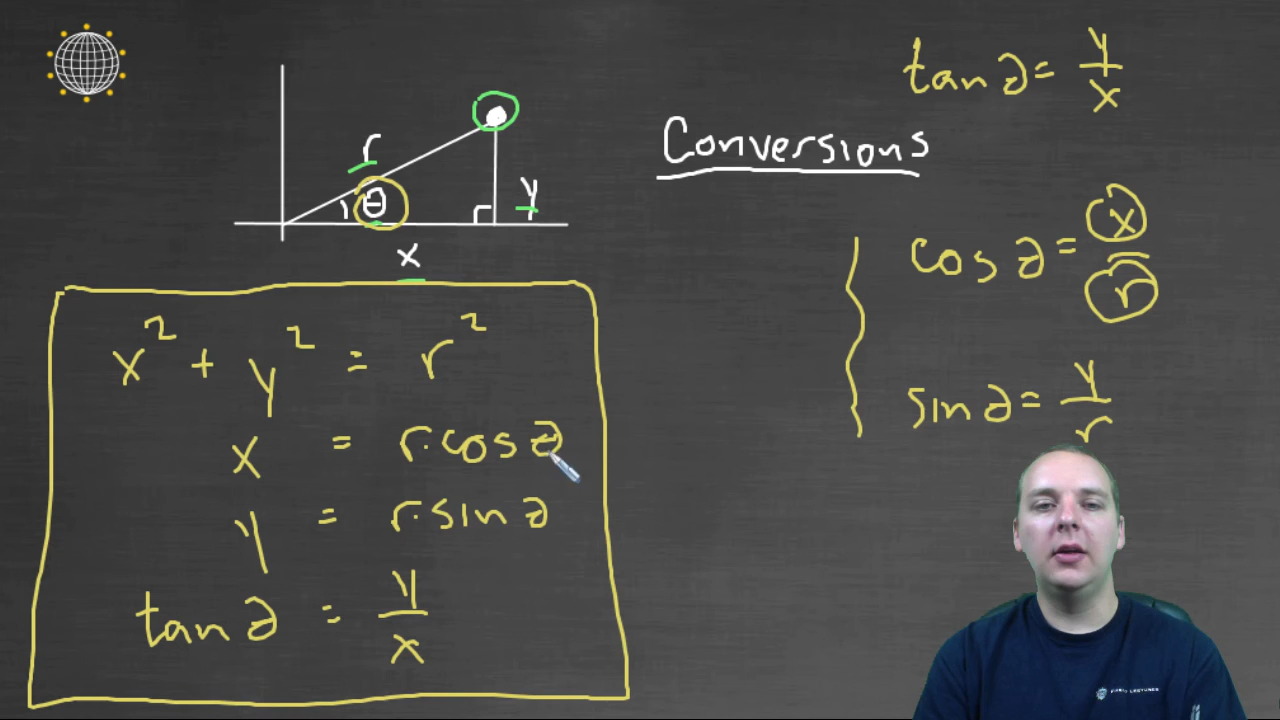 tan θ = y/x
Conversions
r
θ
y
x
cos θ = x/r
sin θ = y/r
x² + y² = r²
x = r·cos θ
y = r·sin θ
tan θ = y/x